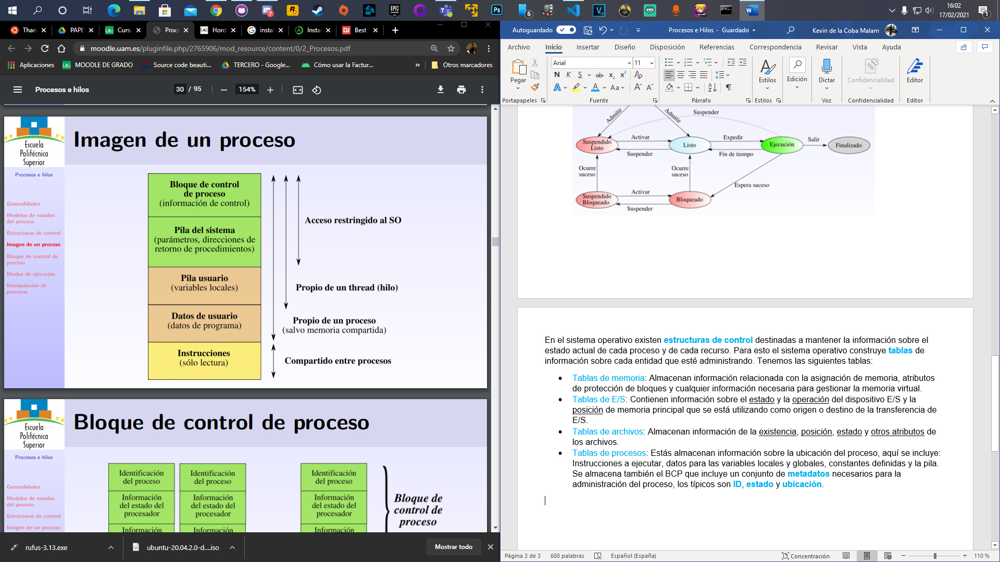 16:02
17/02/2021
6
7
1
Than
PAPE
Curso
Proce
Hord
instal
Instal
Best
moodle.uam.es/pluginfile.php/2765906/mod_resource/content/0/2_Procesos.pdf
Aplicaciones
MOODLE DE GRADO
Source code beauti...
TERCERO - Google...
Cómo usar la Factur...
»
Otros marcadores
Procesos e hilos
30 / 95
154%
Escuela
Politécnica
Superior
Procesos e hilos
Generalidades
Modelos de estados
del proceso
Estructuras de control
Imagen de un proceso
Bloque de control de
proceso
Modos de ejecución
Manipulación de
procesos
Imagen de un proceso
Bloque de control
de proceso
(información de control)
Pila del sistema
(parámetros, direcciones de
retorno de procedimientos)
Pila usuario
(variables locales)
Datos de usuario
(datos de programa)
Instrucciones
(sólo lectura)
Acceso restringido al SO
Propio de un thread (hilo)
Propio de un proceso
(salvo memoria compartida)
Compartido entre procesos
Escuela
Politécnica
Superior
Procesos e hilos
Generalidades
Modelos de estados
del proceso
Estructuras de control
Imagen de un proceso
Bloque de control de proceso
Identificación
del proceso
Información
del estado del
procesador
Información
Identificación
del proceso
Información
del estado del
procesador
Información
Identificación
del proceso
Información
del estado del
procesador
Información
Bloque de
control de
proceso
rufus-3.13.exe
ubuntu-20.04.2.0-d....iso
Mostrar todo
Autoguardado
Procesos e Hilos - Guardado
Kevin de la Coba Malam
Archivo
Inicio
Insertar
Diseño
Disposición
Referencias
Correspondencia
Revisar
Vista
Ayuda
Pegar
Portapapeles
Arial
11
N K S ab x₂ x²
Aa
Fuente
Párrafo
Estilos
Estilos
Edición
Dictar
Voz
Confidencialidad
Confidencialidad
Editor
Editor
Admitir
Admitir
Suspender
Suspendido
Listo
Activar
Suspender
Listo
Expedir
Fin de tiempo
Ejecución
Salir
Finalizado
Ocurre
suceso
Ocurre
suceso
Espera suceso
Suspendido
Bloqueado
Activar
Suspender
Bloqueado
En el sistema operativo existen estructuras de control destinadas a mantener la información sobre el
estado actual de cada proceso y de cada recurso. Para esto el sistema operativo construye tablas de
información sobre cada entidad que esté administrando. Tenemos las siguientes tablas:
• Tablas de memoria: Almacenan información relacionada con la asignación de memoria, atributos
de protección de bloques y cualquier información necesaria para gestionar la memoria virtual.
• Tablas de E/S: Contienen información sobre el estado y la operación del dispositivo E/S y la
posición de memoria principal que se está utilizando como origen o destino de la transferencia de
E/S.
• Tablas de archivos: Almacenan información de la existencia, posición, estado y otros atributos de
los archivos.
• Tablas de procesos: Estás almacenan información sobre la ubicación del proceso, aquí se incluye:
Instrucciones a ejecutar, datos para las variables locales y globales, constantes definidas y la pila.
Se almacena también el BCP que incluye un conjunto de metadatos necesarios para la
administración del proceso, los típicos son ID, estado y ubicación.
Página 3 de 3
688 palabras
Español (España)
Concentración
110 %